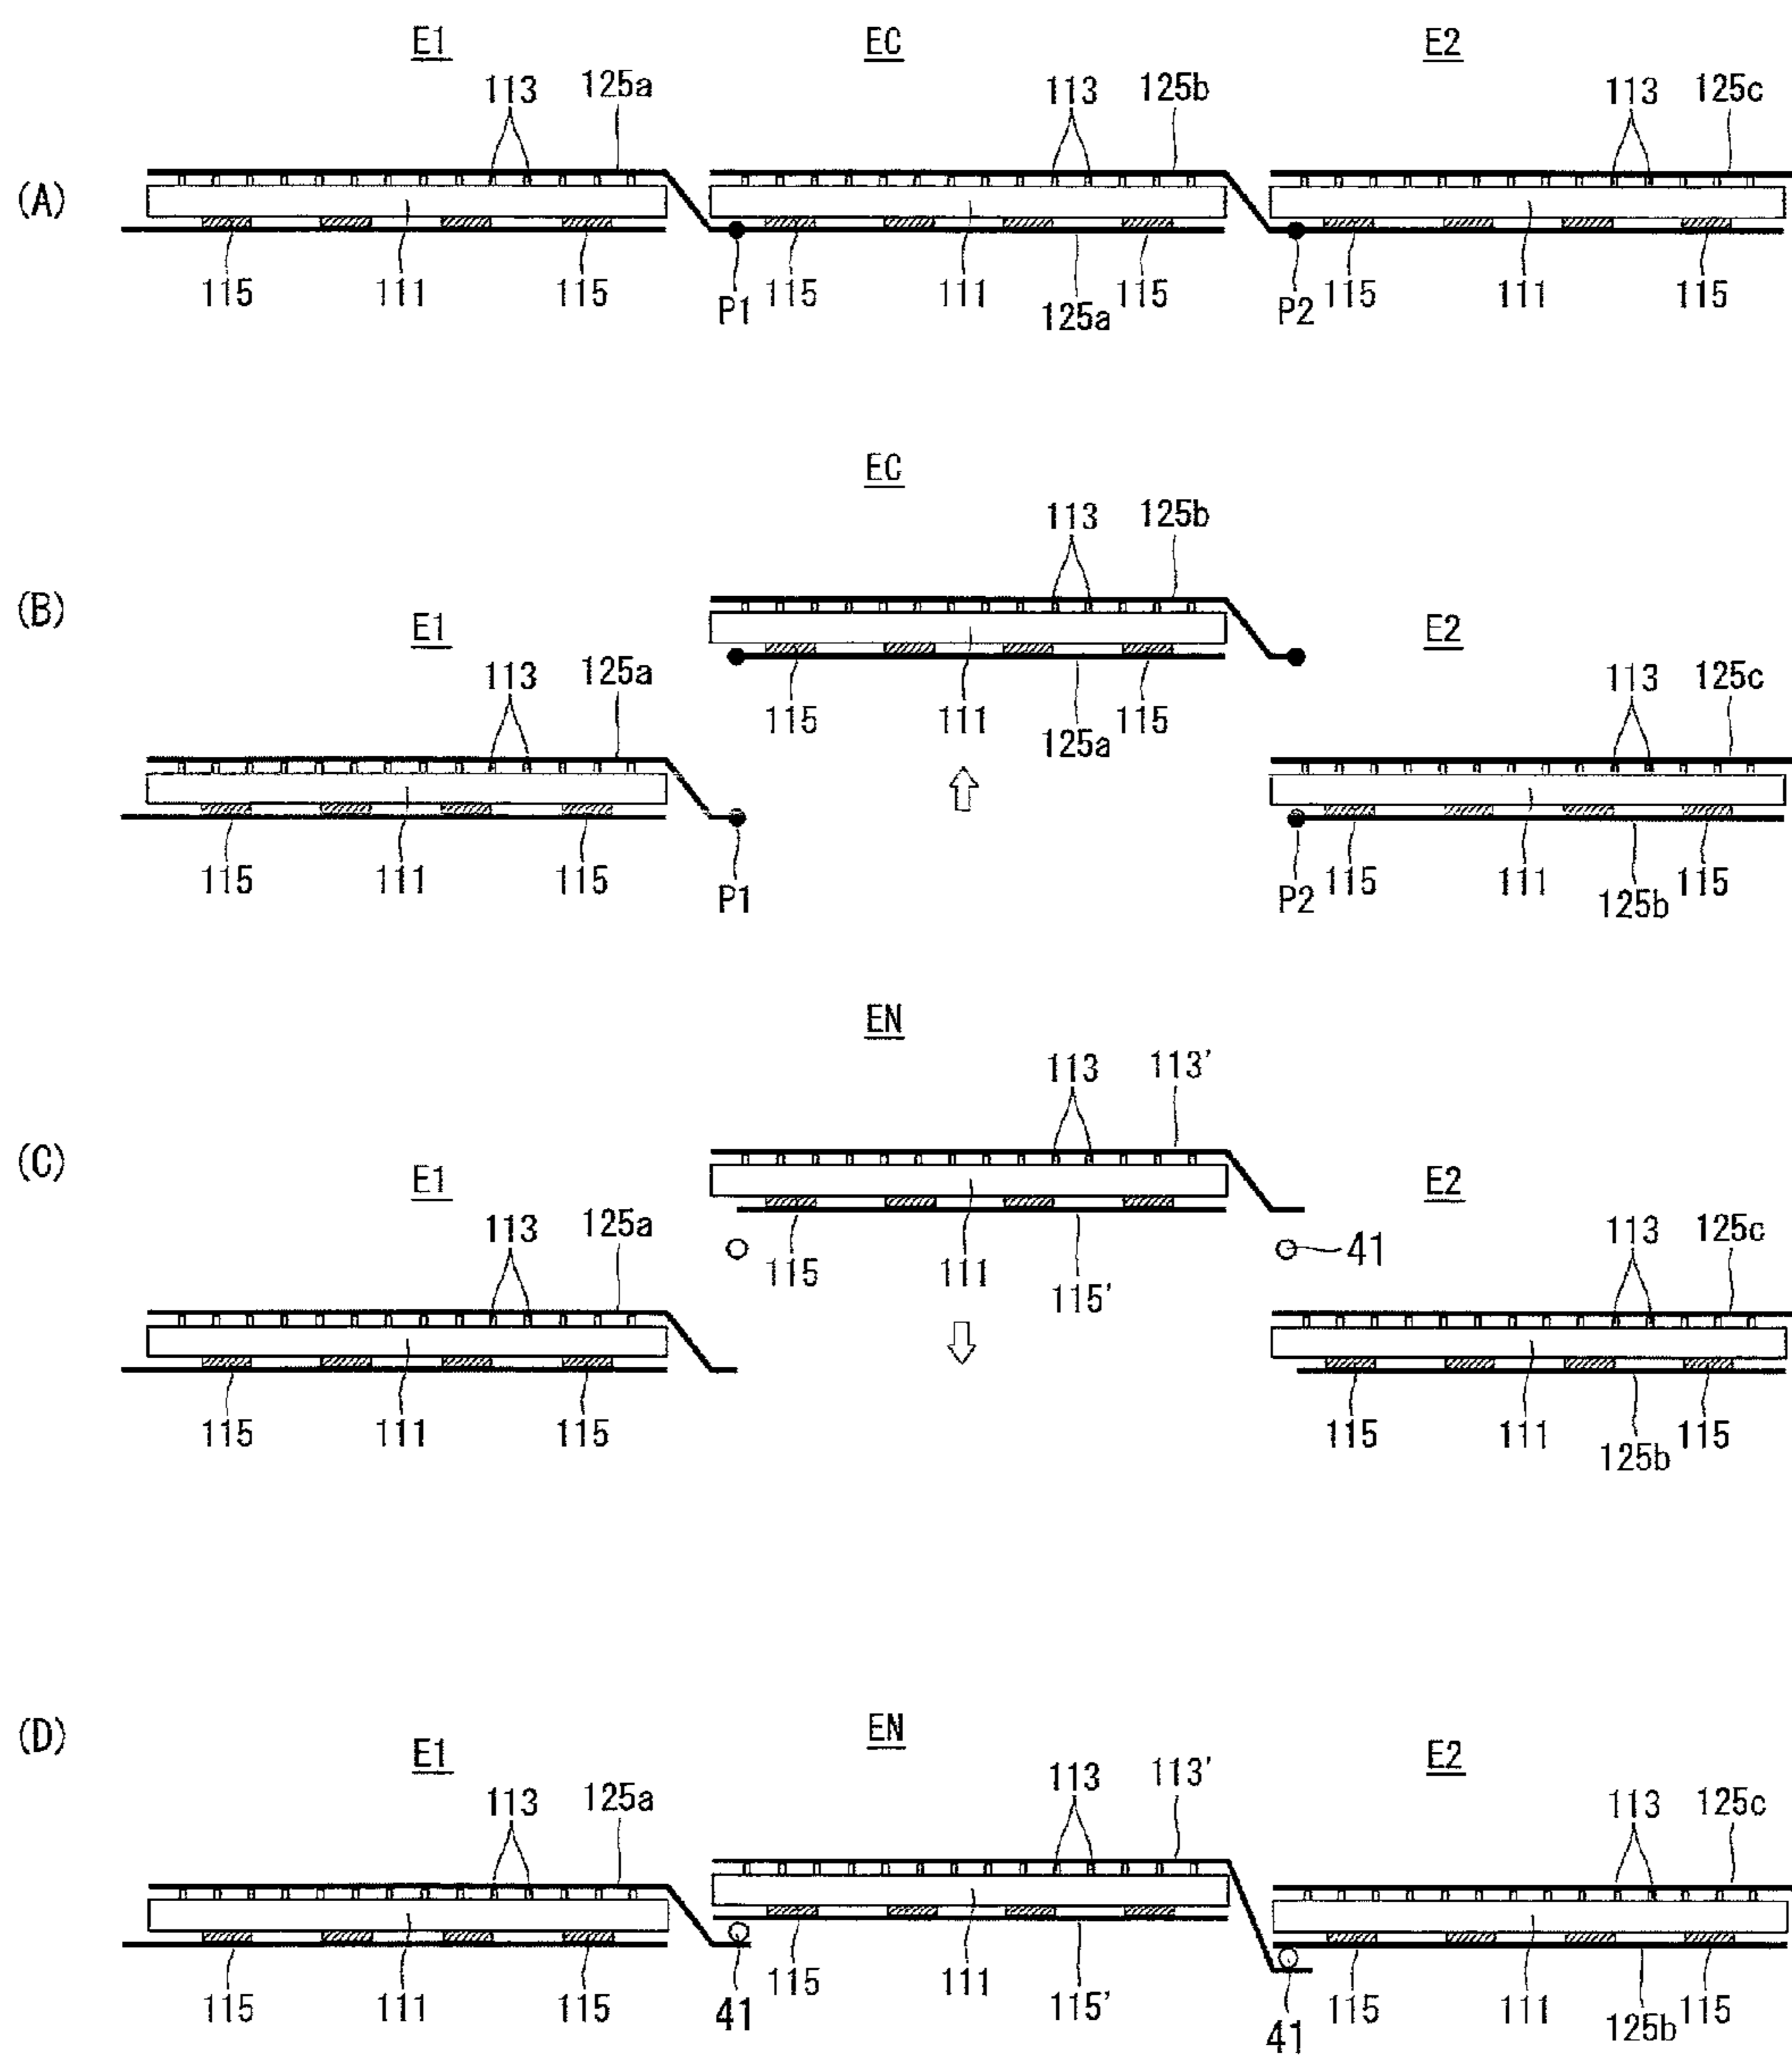 E1 EC E2
113 125a 113 125b 113 125c
(A)
115 111 115 P1 115 111 125a 115 P2 115 111 115
EC
113 125b
(B)
E1 E2
113 125a 115 111 125a 115 113 125c
115 111 115 P1 P2 115 111 125b 115
EN
113 113'
(C)
E1 E2
113 125a 115 111 115' 41 113 125c
115 111 115 115 111 125b 115
(D)
E1 EN E2
113 125a 113 113' 113 125c
115 111 115 41 115 111 115' 41 115 111 125b 115